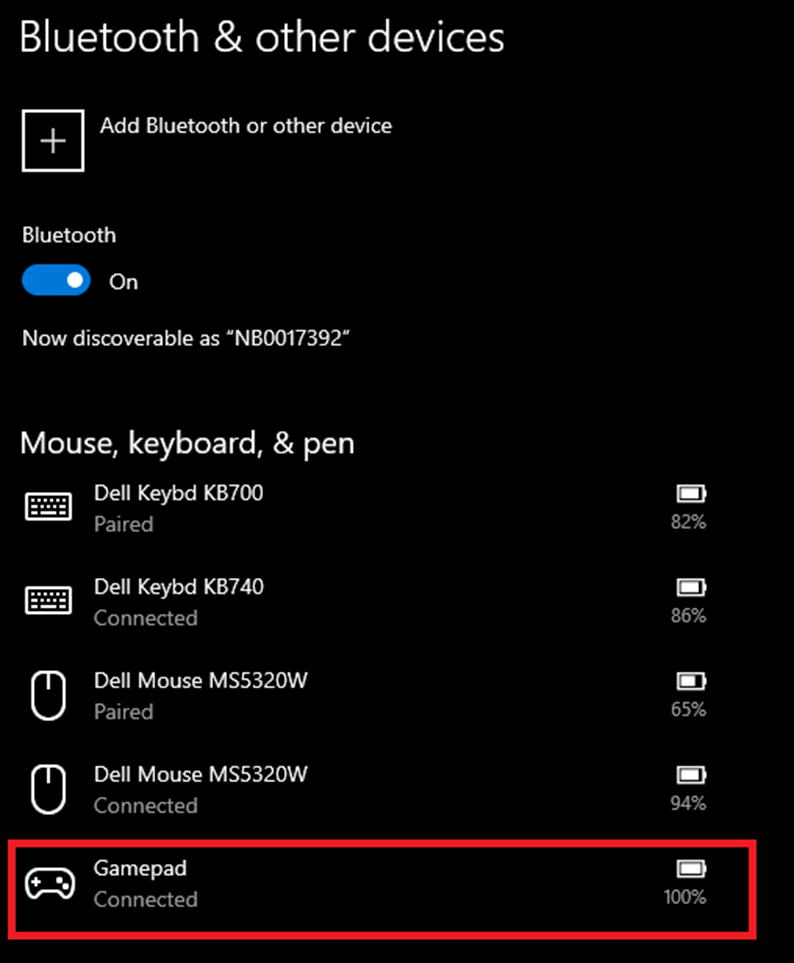 Bluetooth & other devices
Add Bluetooth or other device
Bluetooth
On
Now discoverable as “NB0017392”
Mouse, keyboard, & pen
Dell Keybd KB700
Paired
82%
Dell Keybd KB740
Connected
86%
Dell Mouse MS5320W
Paired
65%
Dell Mouse MS5320W
Connected
94%
Gamepad
Connected
100%